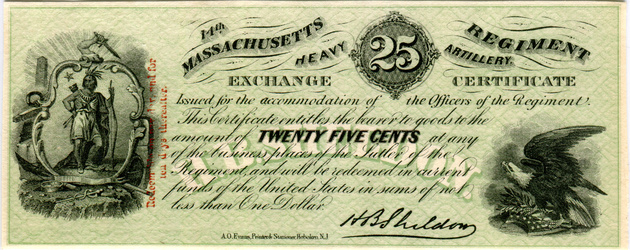 14th REGIMENT
MASSACHUSETTS HEAVY 25 ARTILLERY.
EXCHANGE CERTIFICATE
Issued for the accommodation of the Officers of the Regiment.
This Certificate entitles the bearer to goods to the
amount of TWENTY FIVE CENTS at any
of the business places of the Sutler, of the
Regiment, and will be redeemed in current
funds of the United States in sums of not
less than One Dollar.
H B Sheldon
A.O. Evans, Printer & Stationer, Hoboken, N.J.